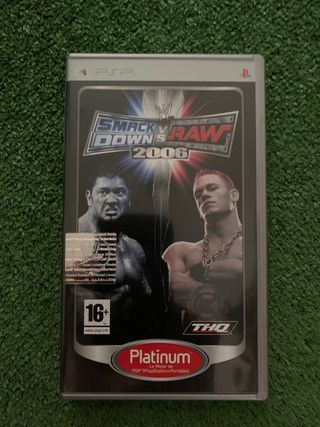 PSP
W
SMACK
DOWN
VS
RAW
2006
16+
www.pegi.info
THQ
Platinum
Lo Mejor de
PSP (PlayStation®Portable)